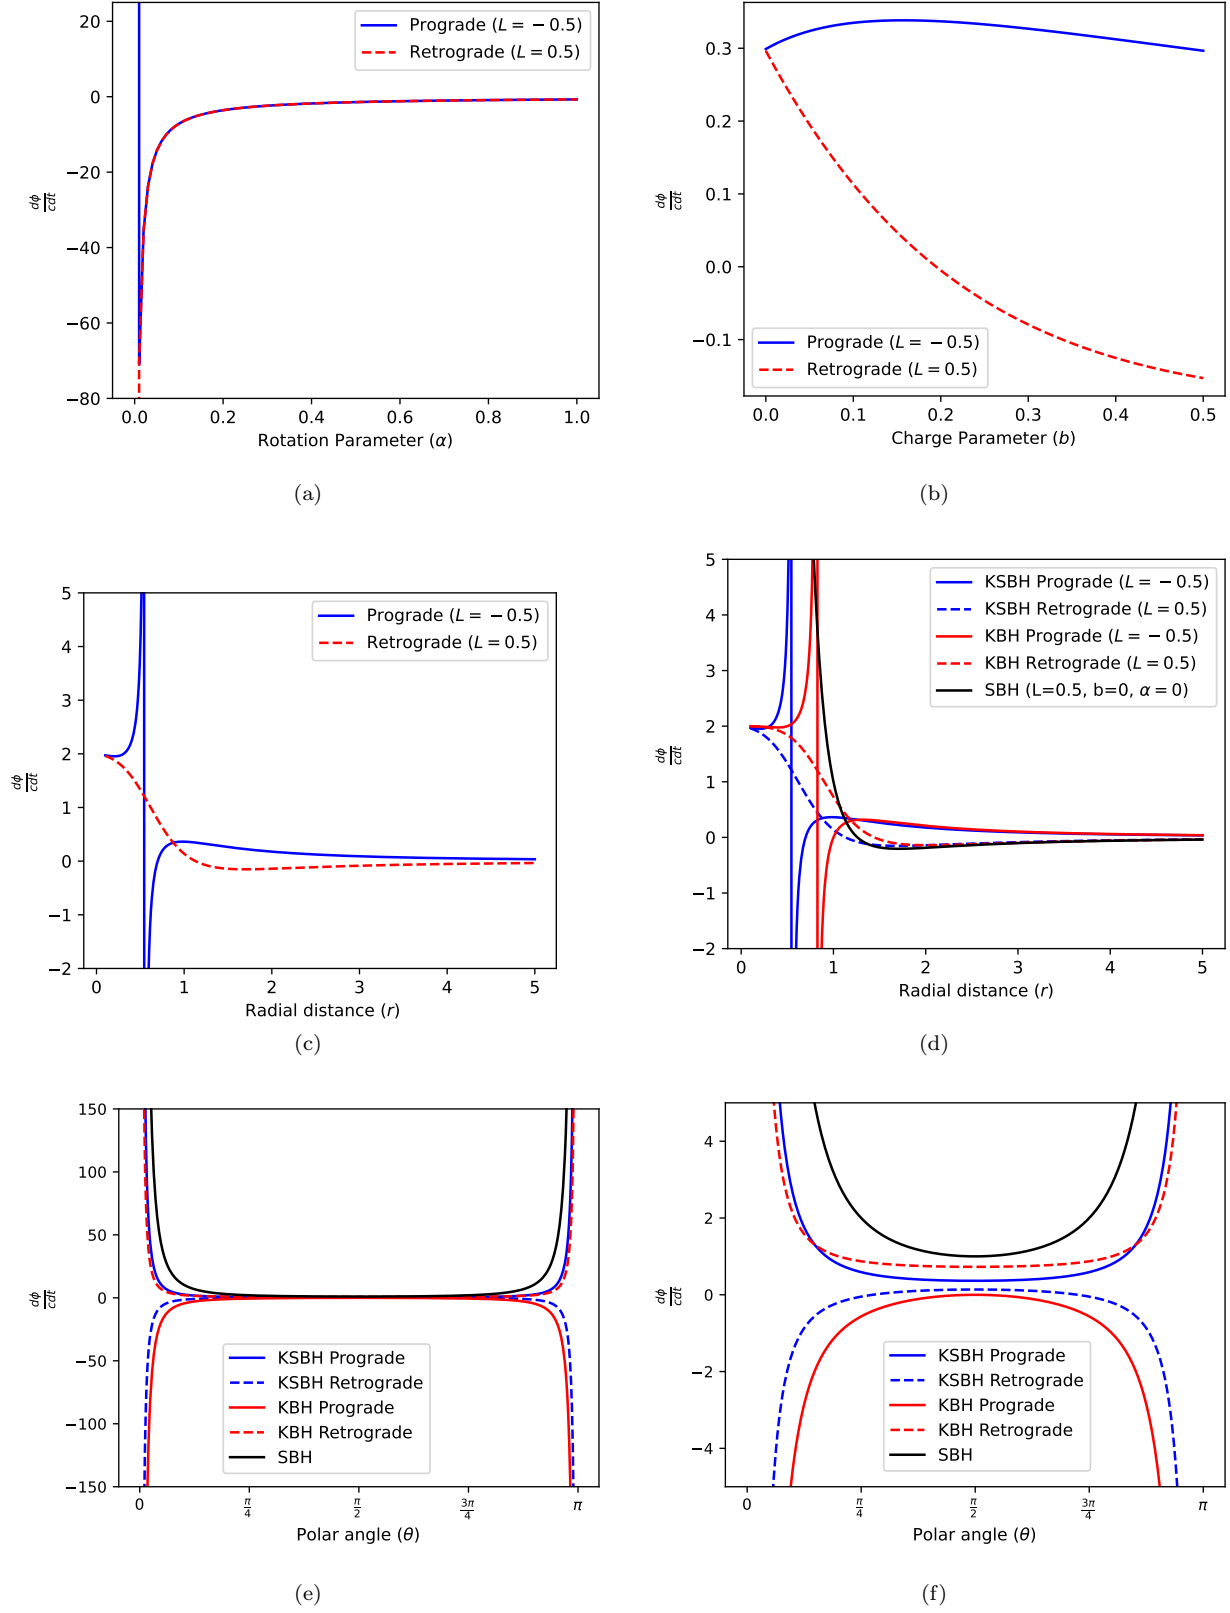 20
0
−20
−40
−60
−80
0.0 0.2 0.4 0.6 0.8 1.0
Rotation Parameter (α)
dφ
cdt
Prograde (L = −0.5)
Retrograde (L = 0.5)
(a)
0.3
0.2
0.1
0.0
−0.1
0.0 0.1 0.2 0.3 0.4 0.5
Charge Parameter (b)
dφ
cdt
Prograde (L = −0.5)
Retrograde (L = 0.5)
(b)
5
4
3
2
1
0
−1
−2
0 1 2 3 4 5
Radial distance (r)
dφ
cdt
Prograde (L = −0.5)
Retrograde (L = 0.5)
(c)
5
4
3
2
1
0
−1
−2
0 1 2 3 4 5
Radial distance (r)
dφ
cdt
KSBH Prograde (L = −0.5)
KSBH Retrograde (L = 0.5)
KBH Prograde (L = −0.5)
KBH Retrograde (L = 0.5)
SBH (L=0.5, b=0, α = 0)
(d)
150
100
50
0
−50
−100
−150
0 π/4 π/2 3π/4 π
Polar angle (θ)
dφ
cdt
KSBH Prograde
KSBH Retrograde
KBH Prograde
KBH Retrograde
SBH
(e)
4
2
0
−2
−4
0 π/4 π/2 3π/4 π
Polar angle (θ)
dφ
cdt
KSBH Prograde
KSBH Retrograde
KBH Prograde
KBH Retrograde
SBH
(f)